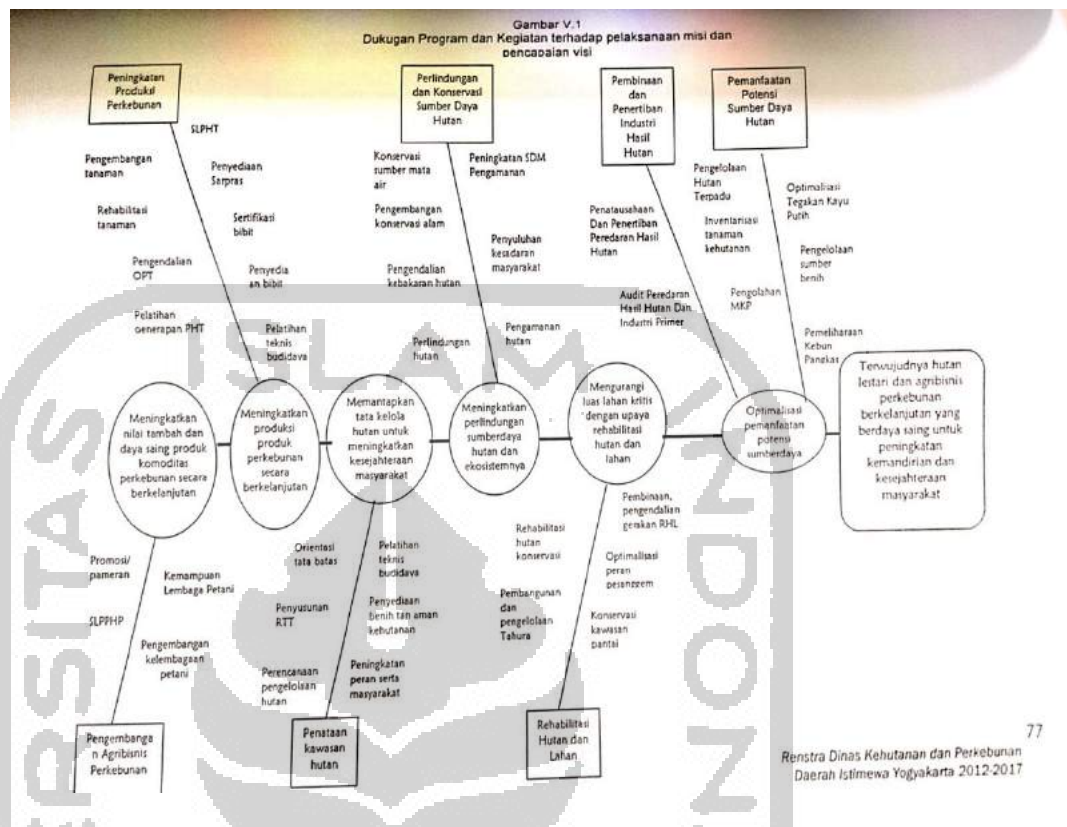 Gambar V.1
Dukugan Program dan Kegiatan terhadap pelaksanaan misi dan
pencapaian visi
Peningkatan
Produksi
Perkebunan
Perlindungan
dan Konservasi
Sumber Daya
Hutan
Pembinaan
dan
Penertiban
Industri
Hasil
Hutan
Pemanfaatan
Potensi
Sumber Daya
Hutan
SLPHT
Pengembangan
tanaman
Penyediaan
Sarpras
Rehabilitasi
tanaman
Sertifikasi
bibit
Pengendalian
OPT
Penyedia
an bibit
Pelatihan
penerapan PHT
Pelatihan
teknis
budidaya
Konservasi
sumber mata
air
Peningkatan SDM
Pengamanan
Pengembangan
konservasi alam
Penyuluhan
kesadaran
masyarakat
Pengendalian
kebakaran hutan
Pengamanan
hutan
Perlindungan
hutan
Penatausahaan
Dan Penertiban
Peredaran Hasil
Hutan
Audit Peredaran
Hasil Hutan Dan
Industri Primer
Pengelolaan
Hutan
Terpadu
Optimalisasi
Tegakan Kayu
Putih
Inventarisasi
tanaman
kehutanan
Pengelolaan
sumber
benih
Pengolahan
MKP
Pemeliharaan
Kebun
Pangkas
Meningkatkan
nilai tambah dan
daya saing produk
komoditas
perkebunan secara
berkelanjutan
Meningkatkan
produksi
produk
perkebunan
secara
berkelanjutan
Memantapkan
tata kelola
hutan untuk
meningkatkan
kesejahteraan
masyarakat
Meningkatkan
perlindungan
sumberdaya
hutan dan
ekosistemnya
Mengurangi
luas lahan kritis
dengan upaya
rehabilitasi
hutan dan
lahan
Optimalisasi
pemanfaatan
potensi
sumberdaya
Terwujudnya hutan
lestari dan agribisnis
perkebunan
berkelanjutan yang
berdaya saing untuk
peningkatan
kemandirian dan
kesejahteraan
masyarakat
Promosi/
pameran
Kemampuan
Lembaga Petani
SLPPHP
Pengembangan
kelembagaan
petani
Orientasi
tata batas
Pelatihan
teknis
budidaya
Penyusunan
RTT
Penyediaan
benih tan aman
kehutanan
Perencanaan
pengelolaan
hutan
Peningkatan
peran serta
masyarakat
Pembinaan,
pengendalian
gerakan RHL
Rehabilitasi
hutan
konservasi
Optimalisasi
peran
pesanggem
Pembangunan
dan
pengelolaan
Tahura
Konservasi
kawasan
pantai
Pengembanga
n Agribisnis
Perkebunan
Penataan
kawasan
hutan
Rehabilitasi
Hutan dan
Lahan
77
Renstra Dinas Kehutanan dan Perkebunan
Daerah Istimewa Yogyakarta 2012-2017
ISLAM
ERSITAS
INDON